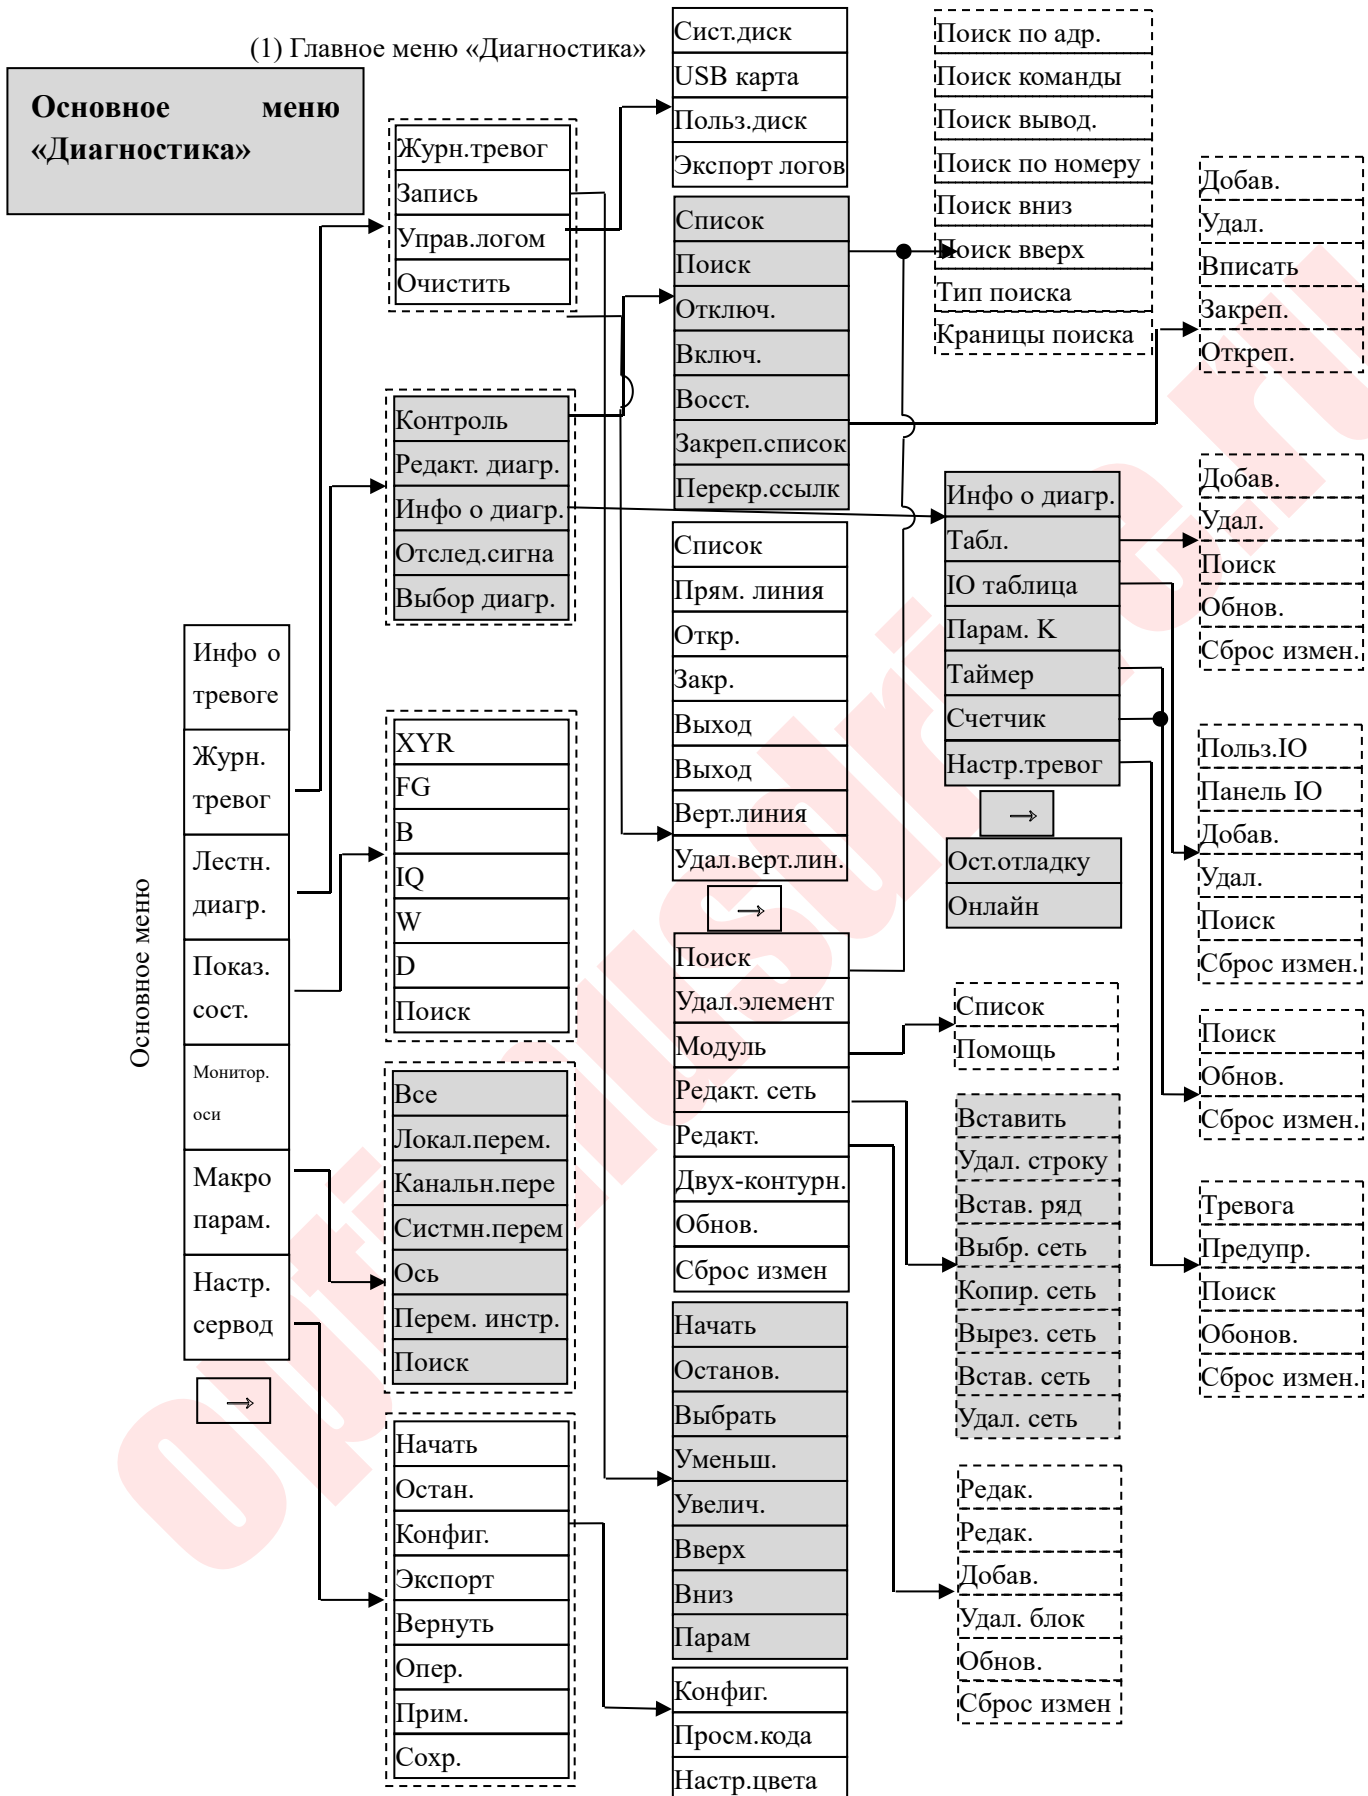 (1) Главное меню «Диагностика»
Основное меню
«Диагностика»
Основное меню
Инфо о
тревоге
Журн.
тревог
Лестн.
диагр.
Показ.
сост.
Монитор.
оси
Макро
парам.
Настр.
сервод
→
Журн.тревог
Запись
Управ.логом
Очистить
Контроль
Редакт. диагр.
Инфо о диагр.
Отслед.сигна
Выбор диагр.
XYR
FG
B
IQ
W
D
Поиск
Все
Локал.перем.
Канальн.пере
Систмн.перем
Ось
Перем. инстр.
Поиск
Начать
Остан.
Конфиг.
Экспорт
Вернуть
Опер.
Прим.
Сохр.
Сист.диск
USB карта
Польз.диск
Экспорт логов
Список
Поиск
Отключ.
Включ.
Восст.
Закреп.список
Перекр.ссылк
Список
Прям. линия
Откр.
Закр.
Выход
Выход
Верт.линия
Удал.верт.лин.
→
Поиск
Удал.элемент
Модуль
Редакт. сеть
Редакт.
Двух-контурн.
Обнов.
Сброс измен
Начать
Останов.
Выбрать
Уменьш.
Увелич.
Вверх
Вниз
Парам
Конфиг.
Просм.кода
Настр.цвета
Поиск по адр.
Поиск команды
Поиск вывод.
Поиск по номеру
Поиск вниз
Поиск вверх
Тип поиска
Краницы поиска
Инфо о диагр.
Табл.
IO таблица
Парам. K
Таймер
Счетчик
Настр.тревог
→
Ост.отладку
Онлайн
Список
Помощь
Вставить
Удал. строку
Встав. ряд
Выбр. сеть
Копир. сеть
Вырез. сеть
Встав. сеть
Удал. сеть
Редак.
Редак.
Добав.
Удал. блок
Обнов.
Сброс измен
Добав.
Удал.
Вписать
Закреп.
Откреп.
Добав.
Удал.
Поиск
Обнов.
Сброс измен.
Польз.IO
Панель IO
Добав.
Удал.
Поиск
Сброс измен.
Поиск
Обнов.
Сброс измен.
Тревога
Предупр.
Поиск
Обонов.
Сброс измен.